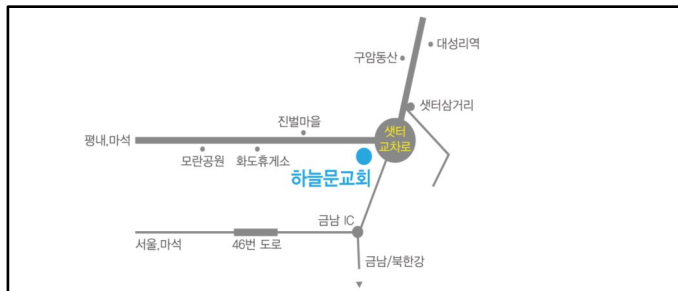 대성리역
구암동산
샛터삼거리
진벌마을
샛터
교차로
평내,마석
모란공원
화도휴게소
하늘문교회
금남 IC
서울,마석
46번 도로
금남/북한강